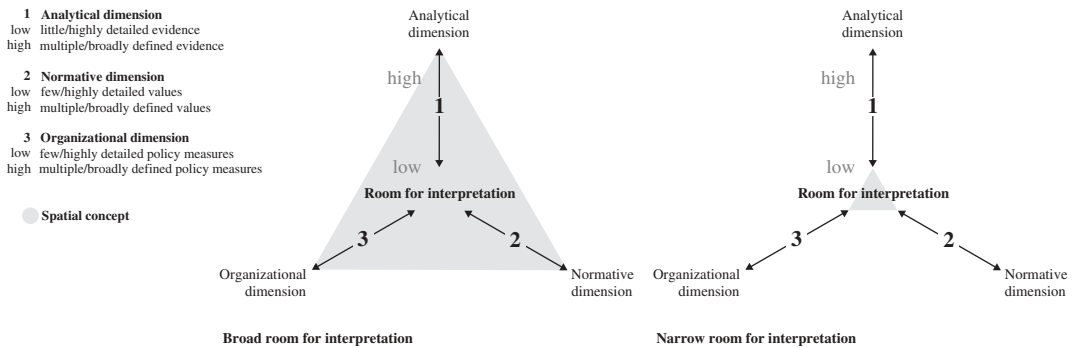 1 Analytical dimension
low little/highly detailed evidence
high multiple/broadly defined evidence
2 Normative dimension
low few/highly detailed values
high multiple/broadly defined values
3 Organizational dimension
low few/highly detailed policy measures
high multiple/broadly defined policy measures
Spatial concept
Analytical
dimension
high
1
low
Room for interpretation
3
2
Organizational
dimension
Normative
dimension
Broad room for interpretation
Analytical
dimension
high
1
low
Room for interpretation
3
2
Organizational
dimension
Normative
dimension
Narrow room for interpretation